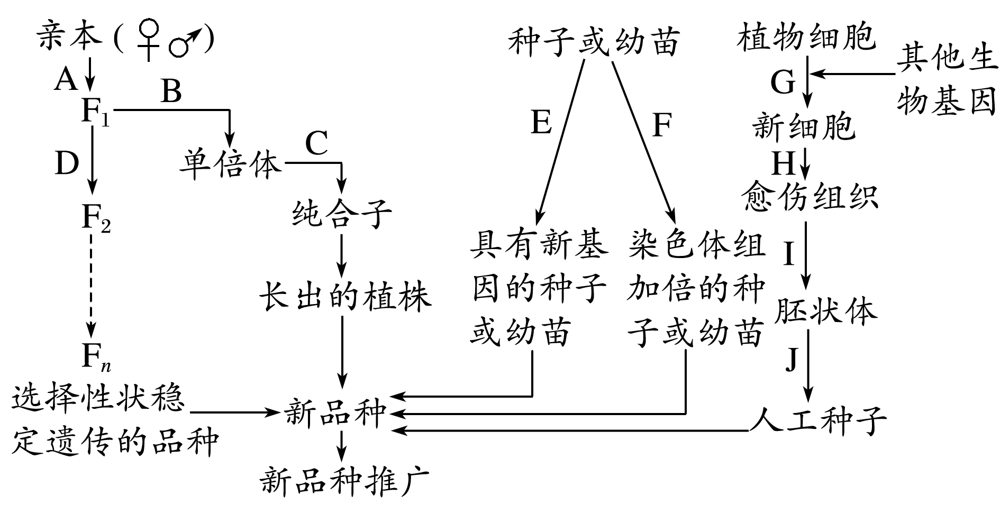 亲本(♀♂)
A
F₁
B
D
单倍体
C
F₂
纯合子
长出的植株
Fₙ
选择性状稳
定遗传的品种
种子或幼苗
E
F
具有新基
因的种子
或幼苗
染色体组
加倍的种
子或幼苗
植物细胞
其他生
物基因
G
新细胞
H
愈伤组织
I
胚状体
J
人工种子
新品种
新品种推广